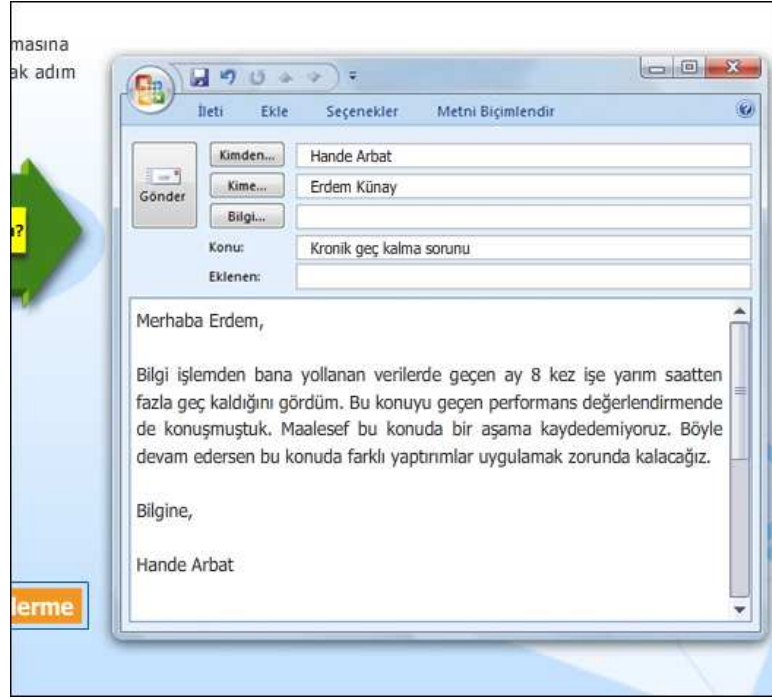 masına
ak adım
İleti Ekle Seçenekler Metni Biçimlendir
Gönder
Kimden... Hande Arbat
Kime... Erdem Künay
Bilgi...
Konu: Kronik geç kalma sorunu
Eklenen:
?
Merhaba Erdem,
Bilgi işlemden bana yollanan verilerde geçen ay 8 kez işe yarım saatten
fazla geç kaldığını gördüm. Bu konuyu geçen performans değerlendirmende
de konuşmuştuk. Maalesef bu konuda bir aşama kaydedemiyoruz. Böyle
devam edersen bu konuda farklı yaptırımlar uygulamak zorunda kalacağız.
Bilgine,
Hande Arbat
lerme